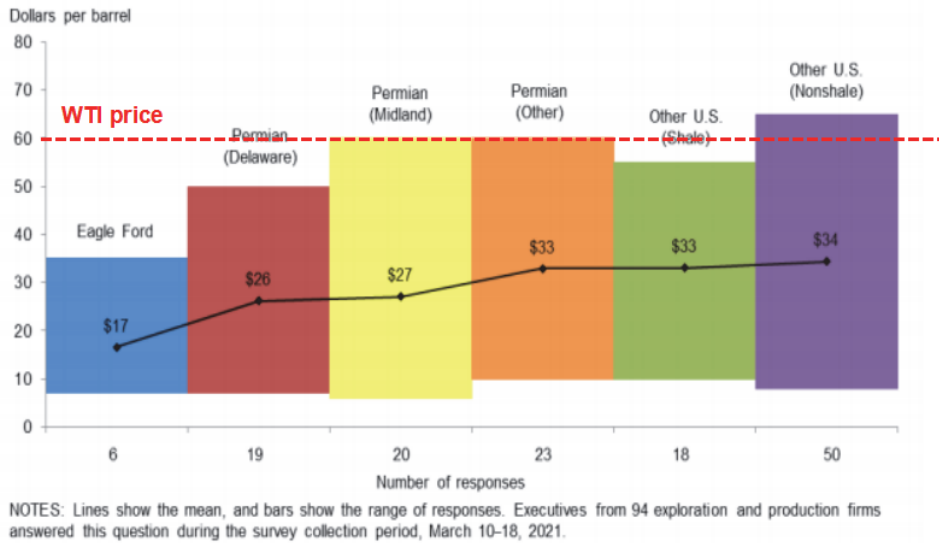 Dollars per barrel
80
70
60
50
40
30
20
10
0
WTI price
Eagle Ford
Permian
(Delaware)
Permian
(Midland)
Permian
(Other)
Other U.S.
(Shale)
Other U.S.
(Nonshale)
$17
$26
$27
$33
$33
$34
6 19 20 23 18 50
Number of responses
NOTES: Lines show the mean, and bars show the range of responses. Executives from 94 exploration and production firms
answered this question during the survey collection period, March 10–18, 2021.